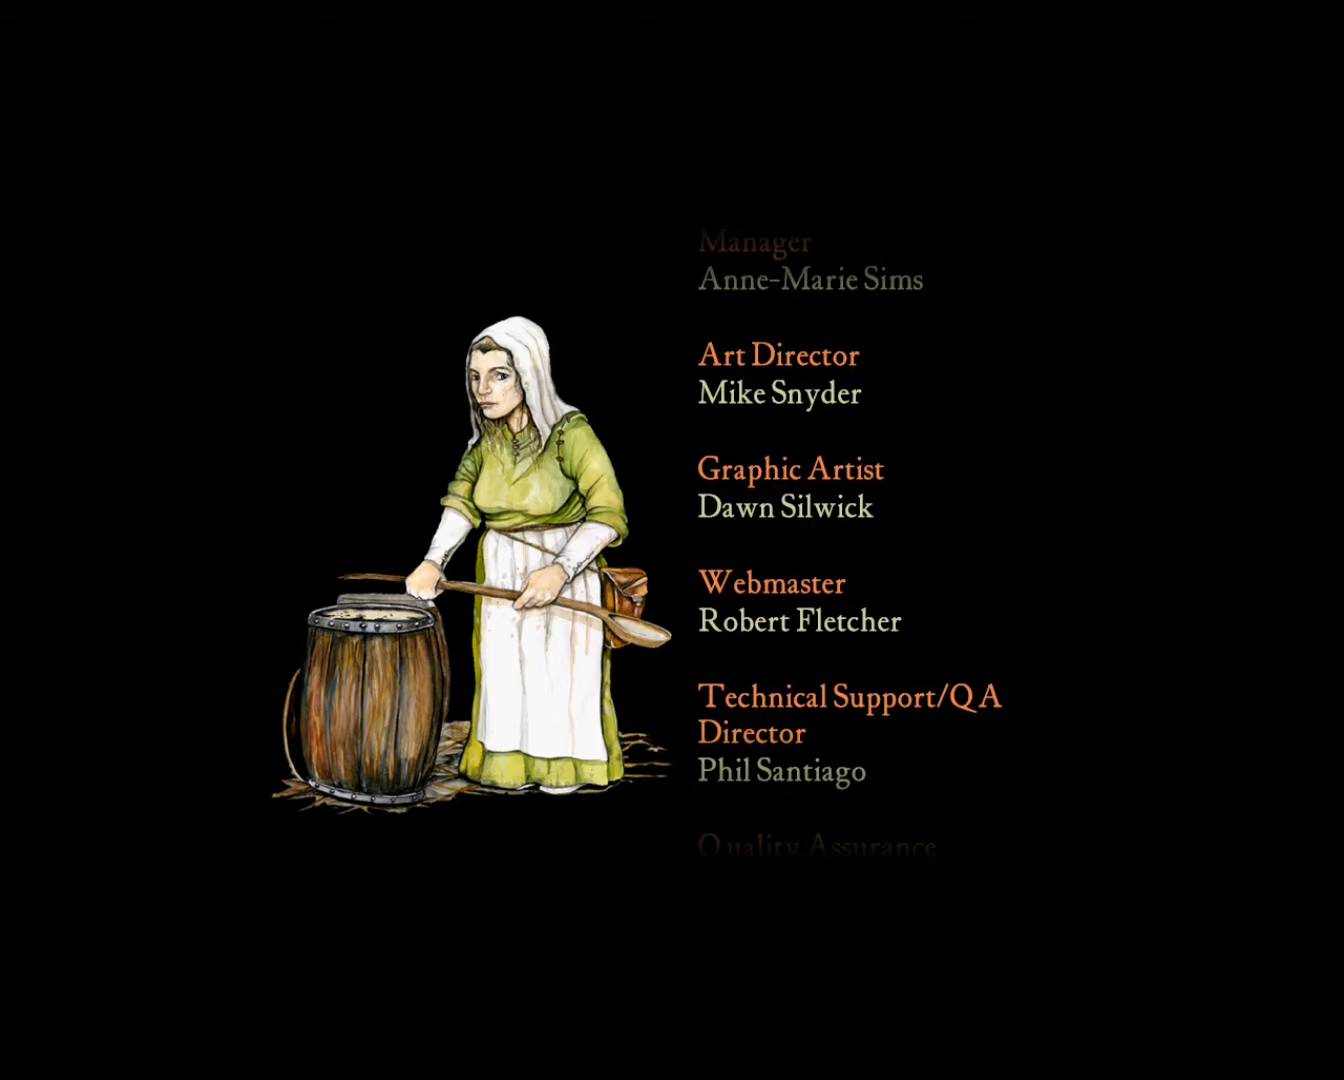 Manager
Anne-Marie Sims
Art Director
Mike Snyder
Graphic Artist
Dawn Silwick
Webmaster
Robert Fletcher
Technical Support/QA
Director
Phil Santiago
Quality Assurance